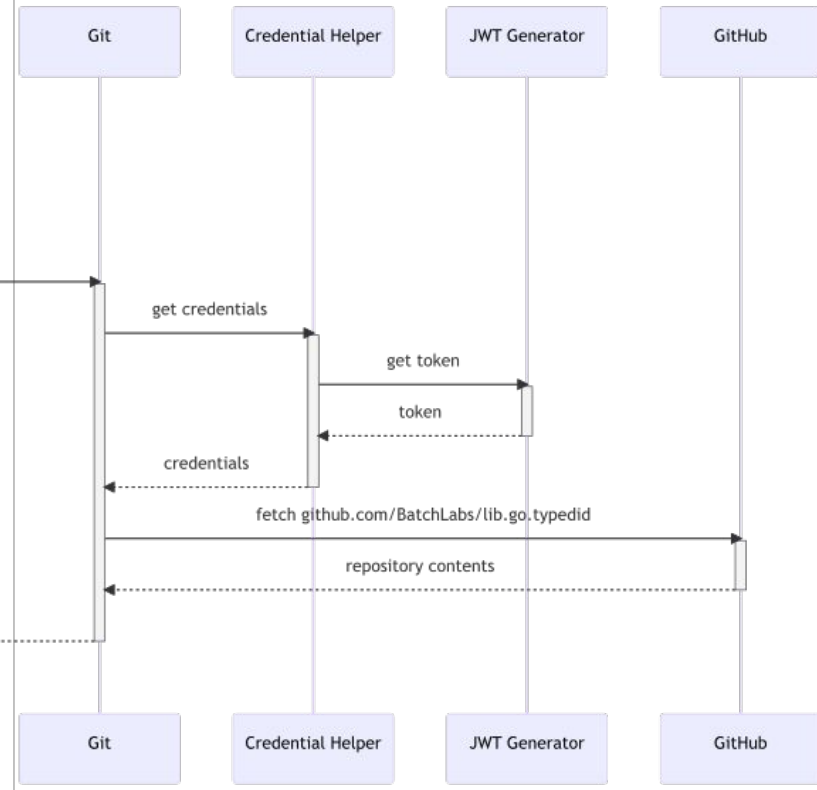 Git
Credential Helper
JWT Generator
GitHub
get credentials
get token
token
credentials
fetch github.com/BatchLabs/lib.go.typedid
repository contents
Git
Credential Helper
JWT Generator
GitHub